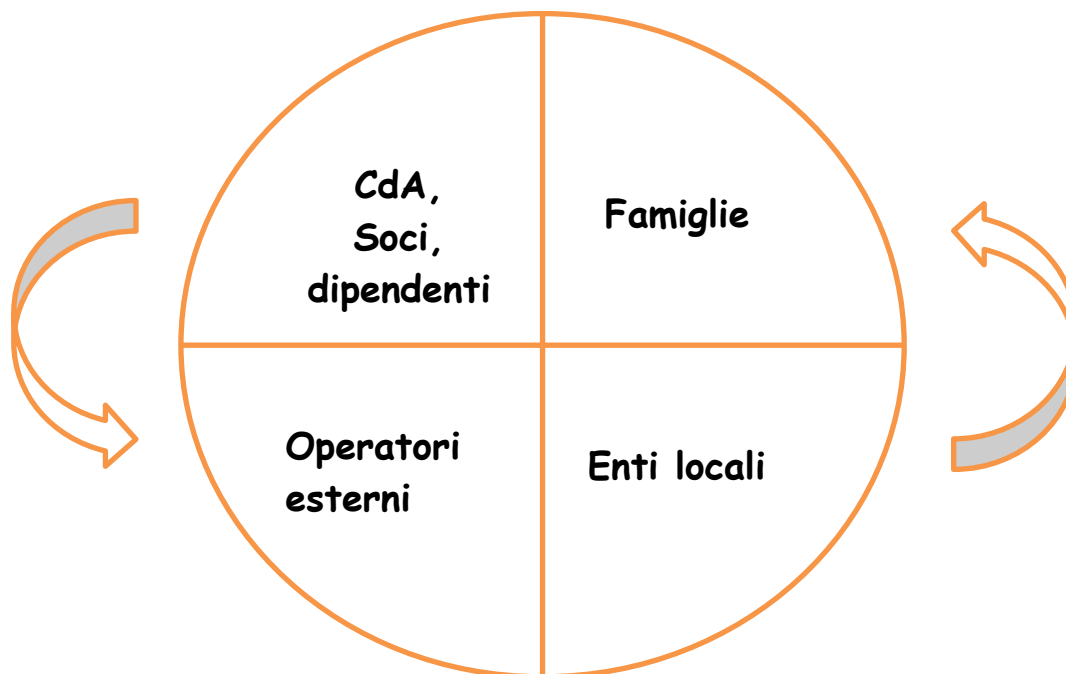 CdA,
Soci,
dipendenti
Famiglie
Operatori
esterni
Enti locali